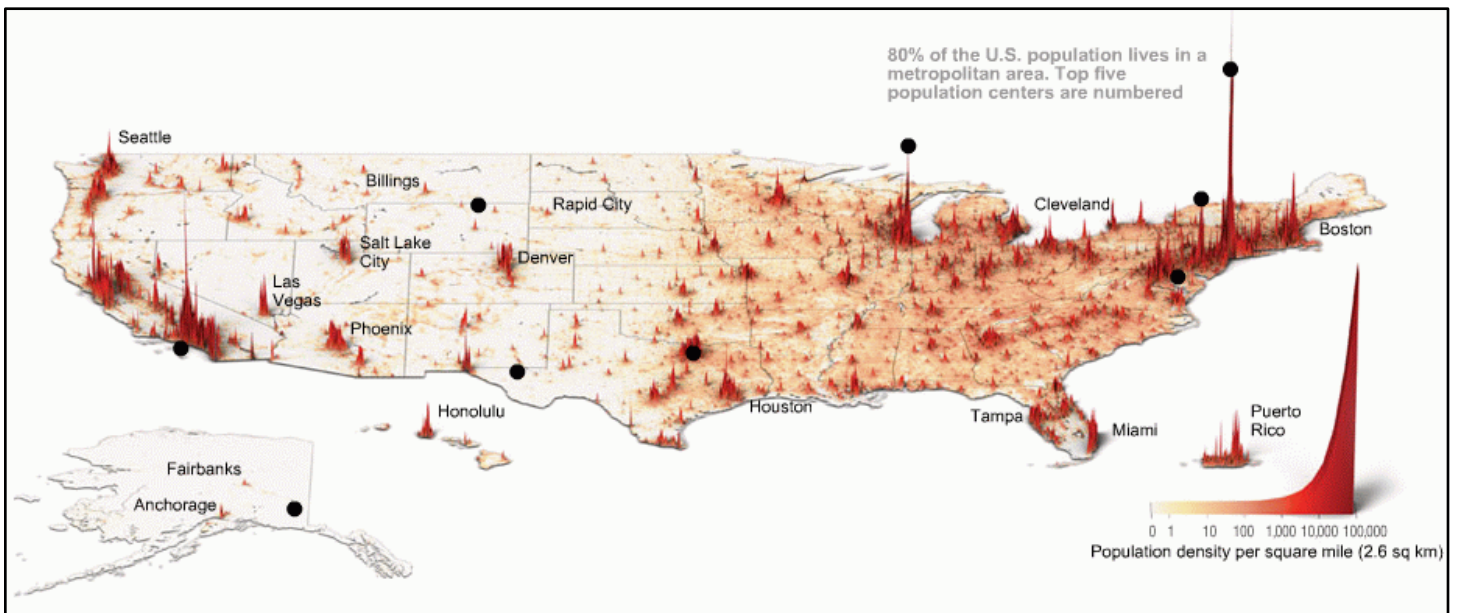 80% of the U.S. population lives in a
metropolitan area. Top five
population centers are numbered
Seattle
Billings
Rapid City
Cleveland
Boston
Salt Lake
City
Denver
Las
Vegas
Phoenix
Honolulu
Houston
Tampa
Miami
Puerto
Rico
Fairbanks
Anchorage
0 1 10 100 1,000 10,000 100,000
Population density per square mile (2.6 sq km)